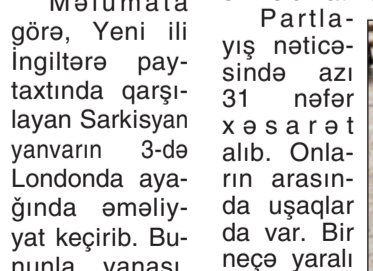 Məlumata
görə, Yeni ili
İngiltərə pay-
taxtında qarşı-
layan Sarkisyan
yanvarın 3-də
Londonda aya-
ğında əməliy-
yat keçirib. Bu-
nunla yanaşı,
Partla-
yış nəticə-
sində azı
31 nəfər
xəsarət
alıb. Onla-
rın arasın-
da uşaqlar
da var. Bir
neçə yaralı